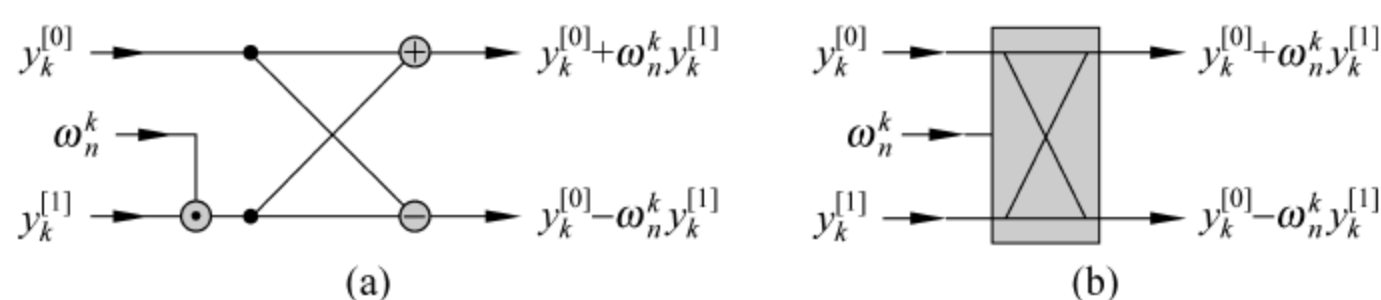 y_k^{[0]} y_k^{[0]}+ω_n^k y_k^{[1]} y_k^{[0]} y_k^{[0]}+ω_n^k y_k^{[1]}
ω_n^k ω_n^k
y_k^{[1]} y_k^{[0]}−ω_n^k y_k^{[1]} y_k^{[1]} y_k^{[0]}−ω_n^k y_k^{[1]}
(a) (b)